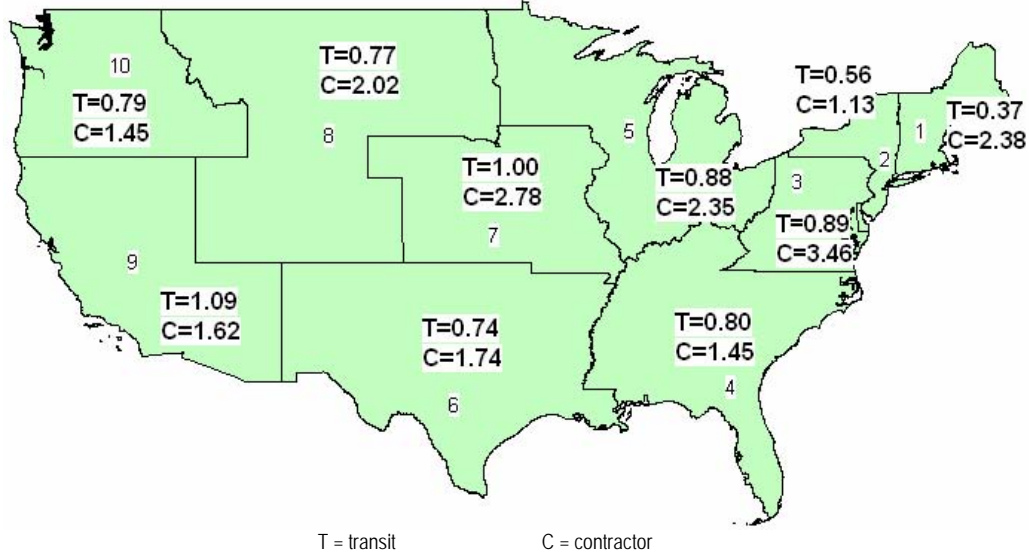 10
T=0.79
C=1.45
T=0.77
C=2.02
8
5
T=0.56
C=1.13
1
T=0.37
C=2.38
2
T=1.00
C=2.78
7
T=0.88
C=2.35
3
T=0.89
C=3.46
9
T=1.09
C=1.62
T=0.74
C=1.74
6
T=0.80
C=1.45
4
T = transit C = contractor